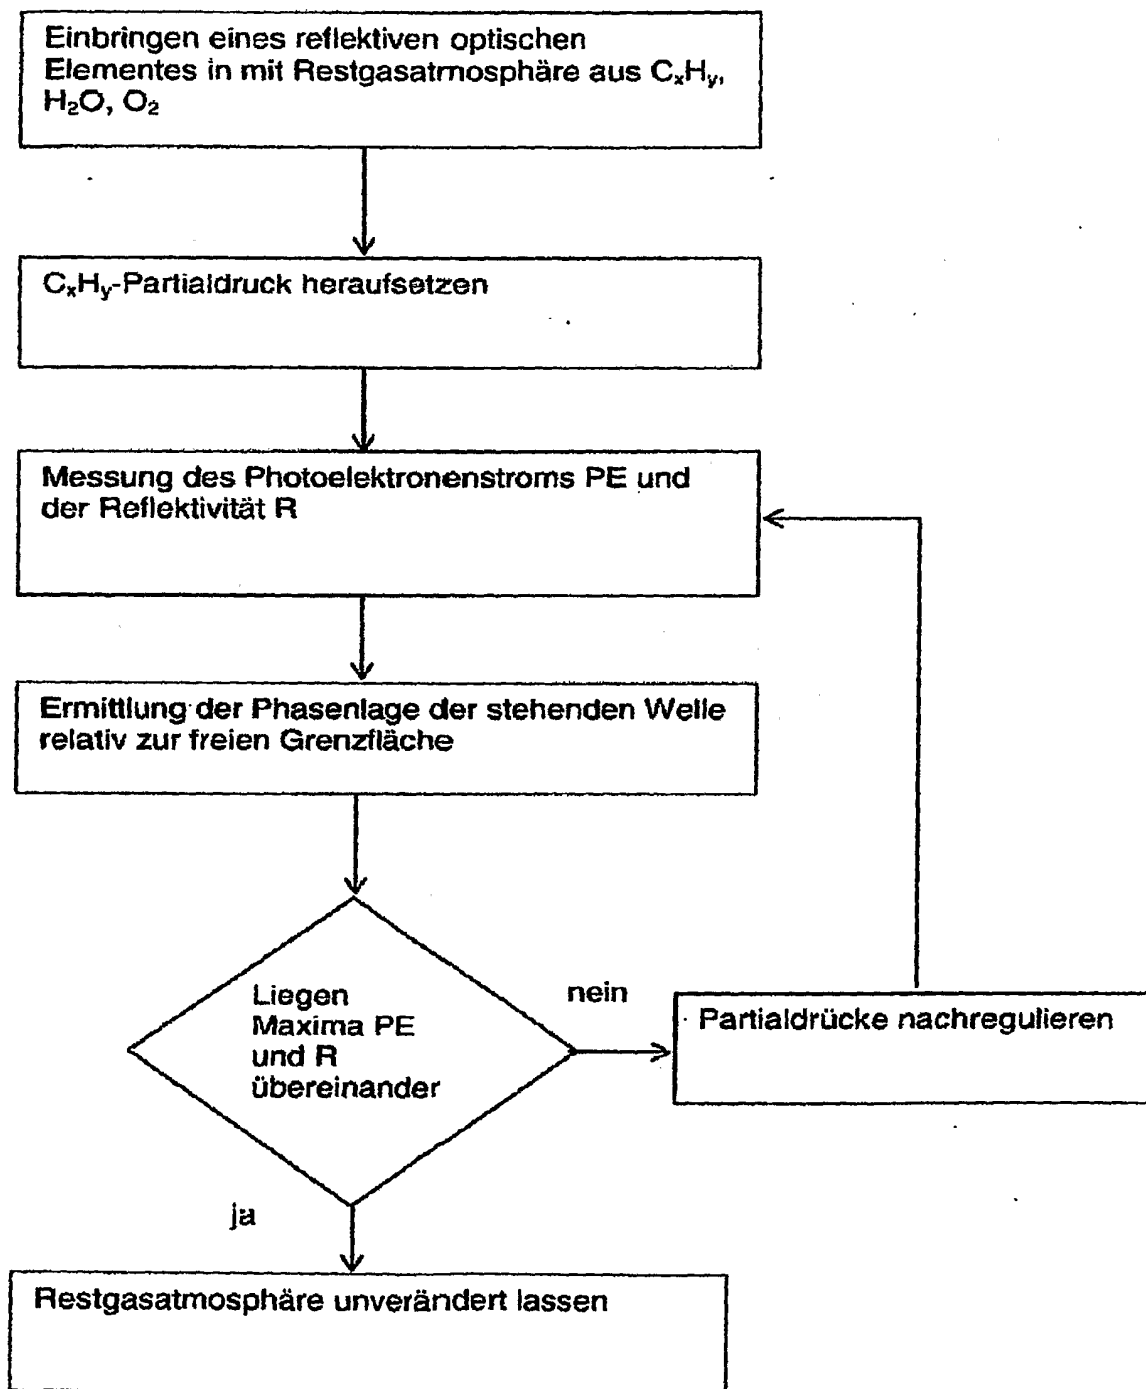 Einbringen eines reflektiven optischen
Elementes in mit Restgasatmosphäre aus CₓHᵧ,
H₂O, O₂
CₓHᵧ-Partialdruck heraufsetzen
Messung des Photoelektronenstroms PE und
der Reflektivität R
Ermittlung der Phasenlage der stehenden Welle
relativ zur freien Grenzfläche
Liegen
Maxima PE
und R
übereinander
nein
Partialdrücke nachregulieren
ja
Restgasatmosphäre unverändert lassen